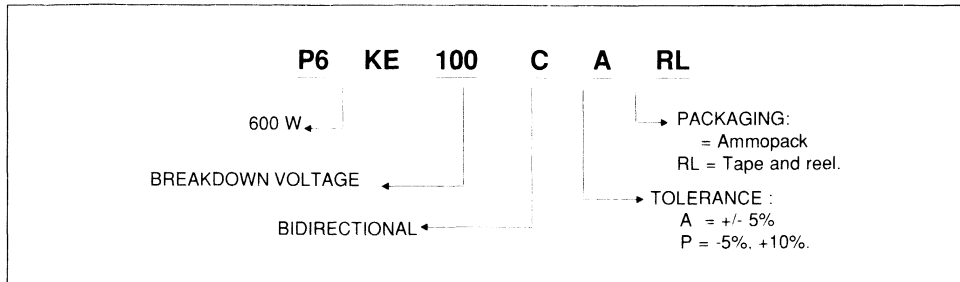 P6 KE 100 C A RL
600 W
PACKAGING:
= Ammopack
RL = Tape and reel.
BREAKDOWN VOLTAGE
TOLERANCE :
A = +/- 5%
P = -5%, +10%.
BIDIRECTIONAL